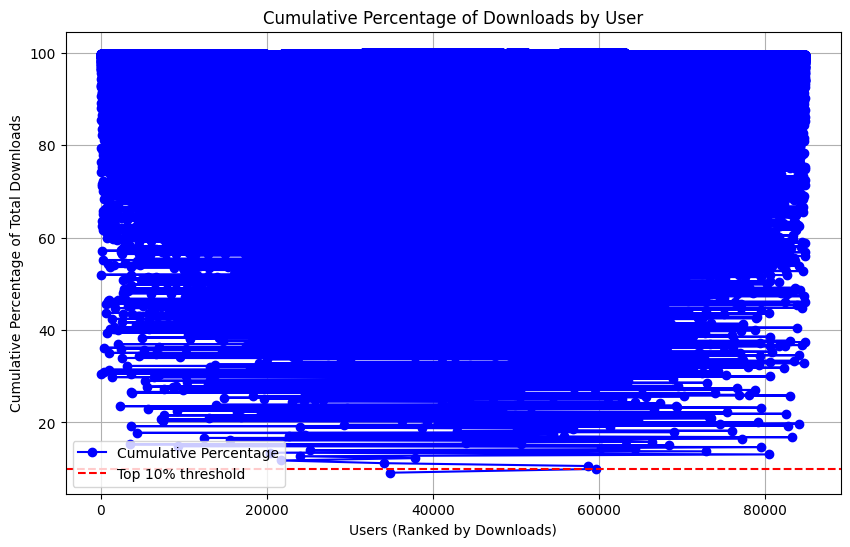 Cumulative Percentage of Downloads by User
Cumulative Percentage of Total Downloads
100
80
60
40
20
Cumulative Percentage
Top 10% threshold
0
20000
40000
60000
80000
Users (Ranked by Downloads)